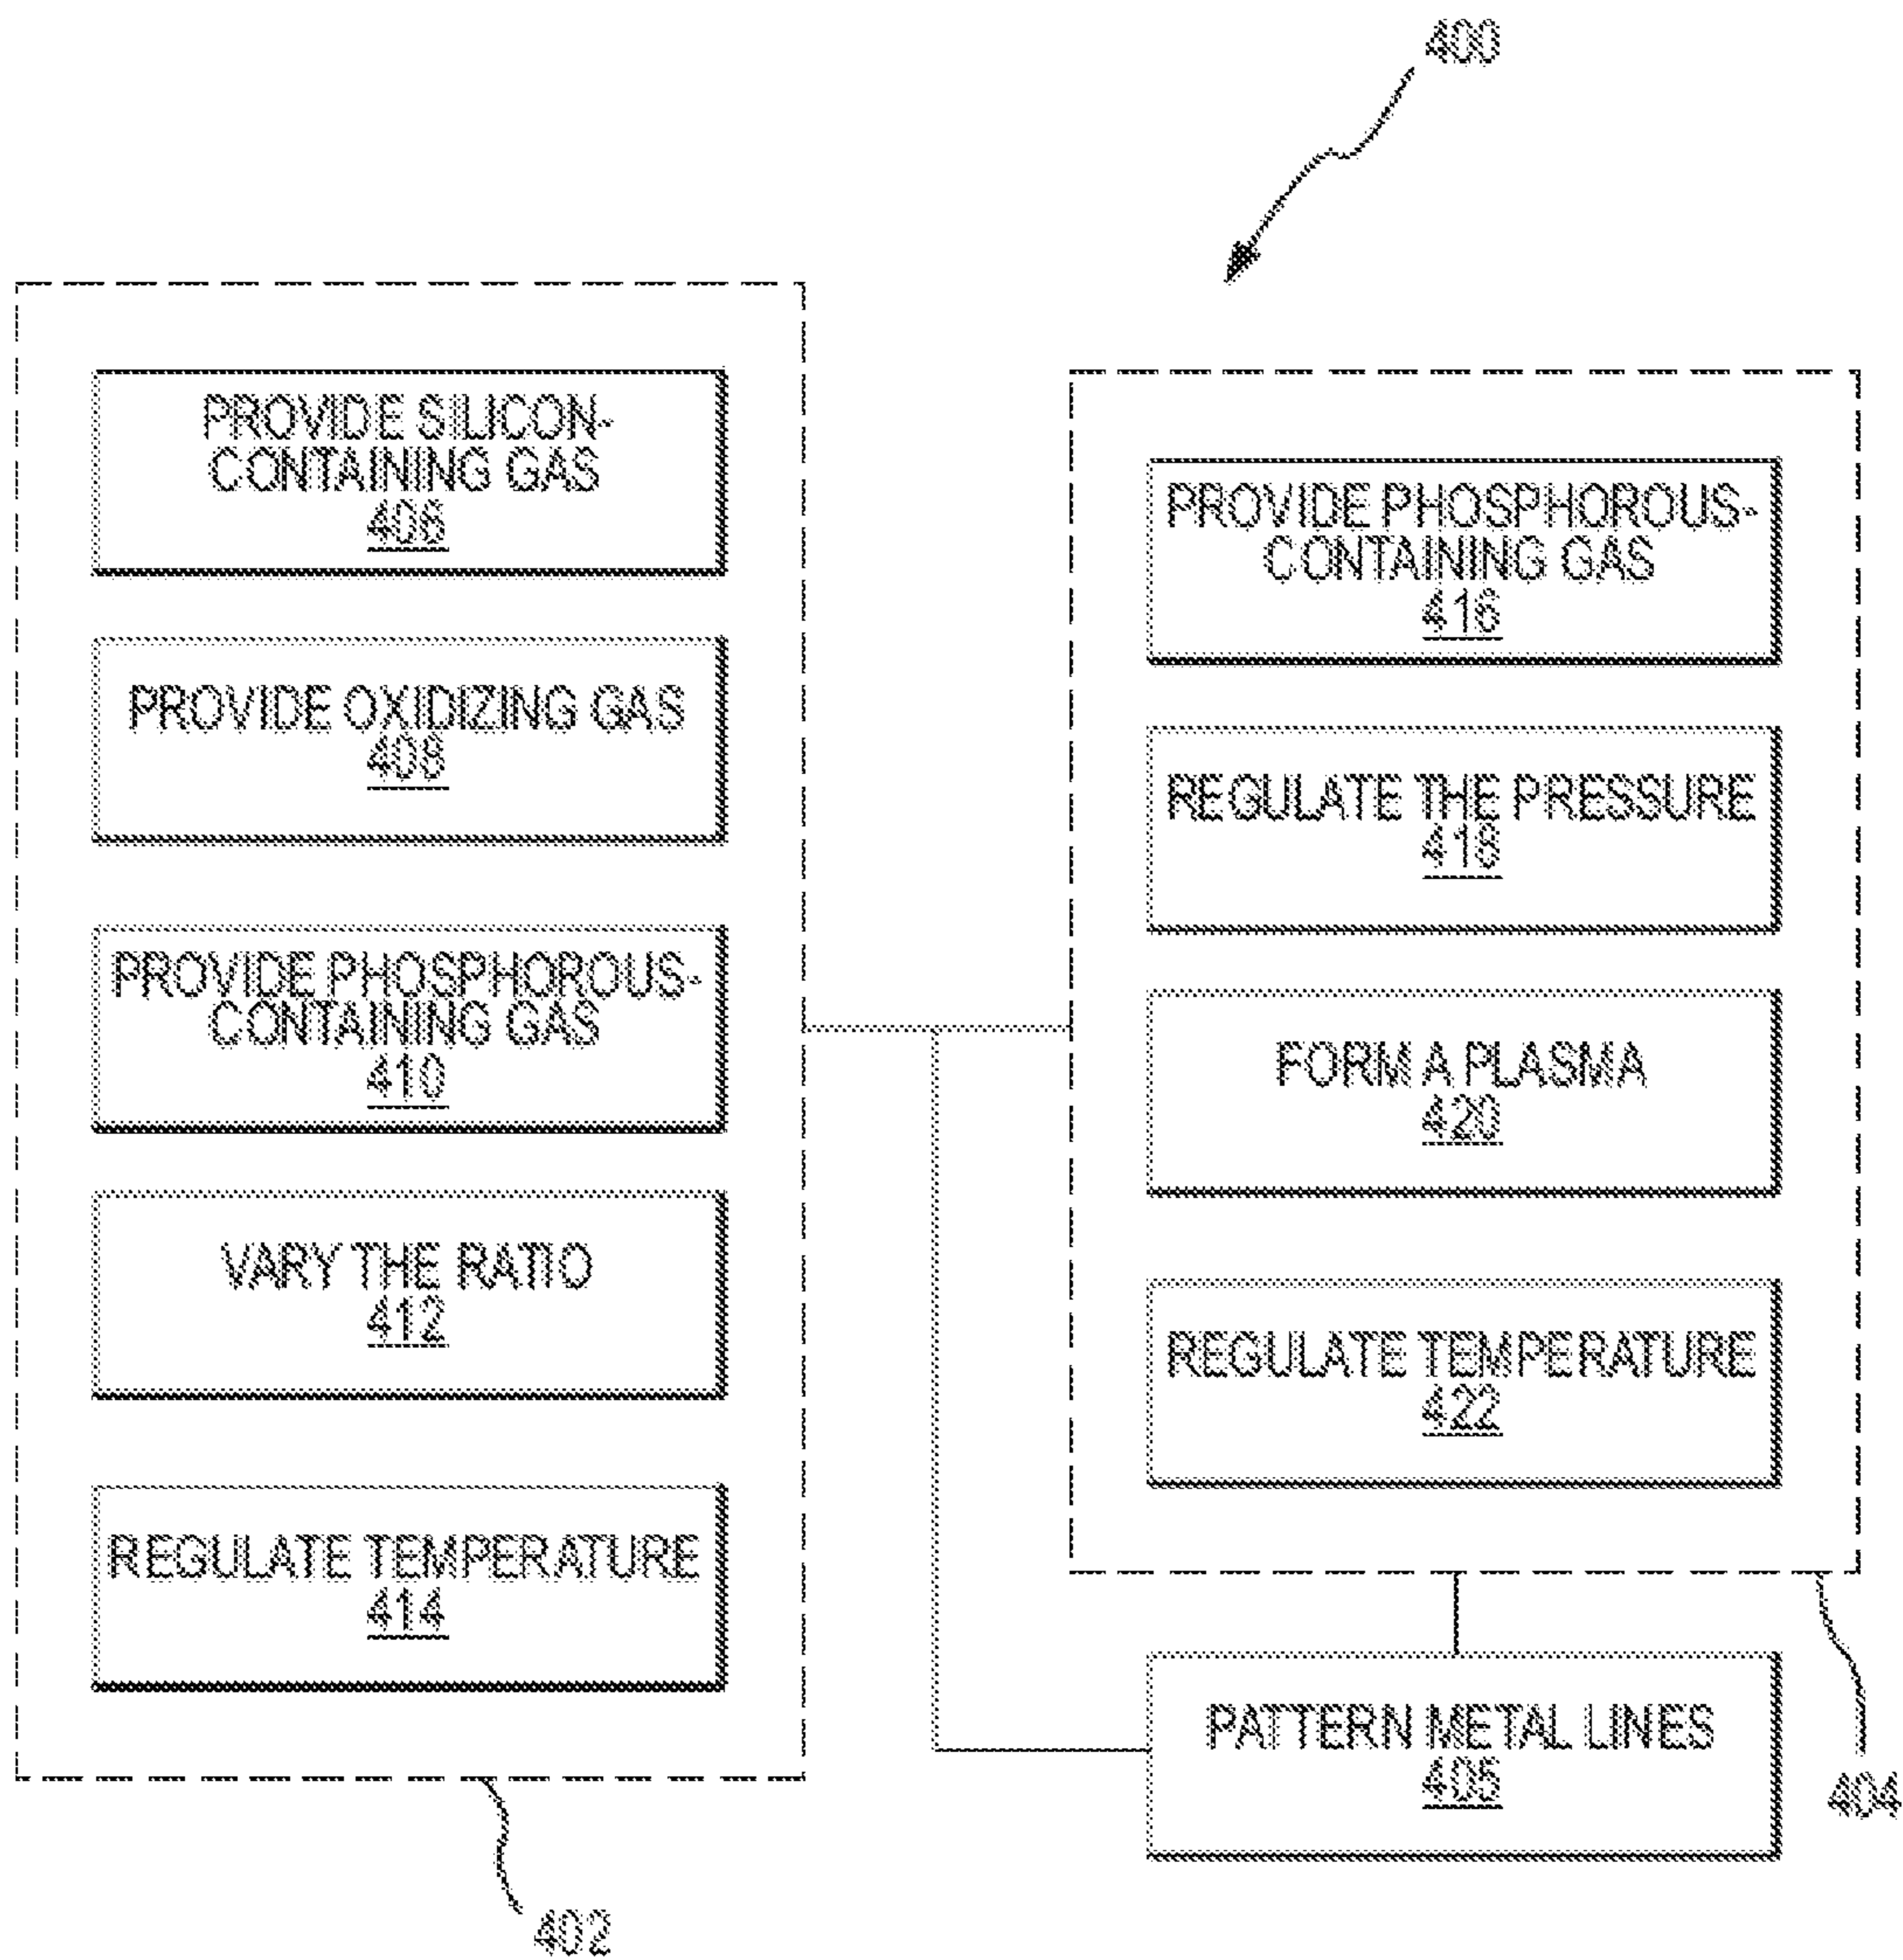 400
PROVIDE SILICON-
CONTAINING GAS
406
PROVIDE OXIDIZING GAS
408
PROVIDE PHOSPHOROUS-
CONTAINING GAS
410
VARY THE RATIO
412
REGULATE TEMPERATURE
414
402
PROVIDE PHOSPHOROUS-
CONTAINING GAS
416
REGULATE THE PRESSURE
418
FORM A PLASMA
420
REGULATE TEMPERATURE
422
404
PATTERN METAL LINES
405